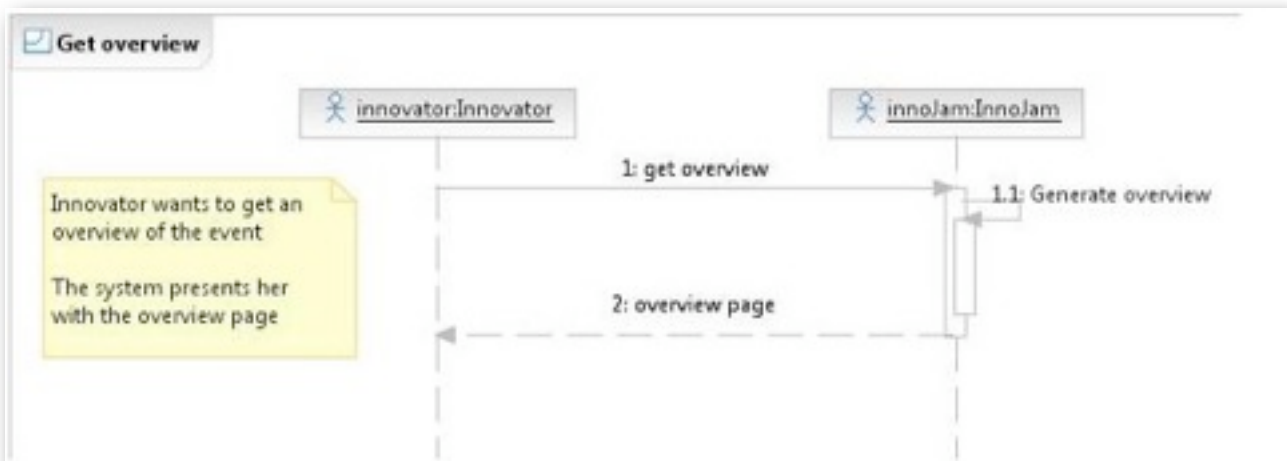 Get overview
innovator:Innovator
innoJam:InnoJam
1: get overview
1.1: Generate overview
Innovator wants to get an
overview of the event
The system presents her
with the overview page
2: overview page